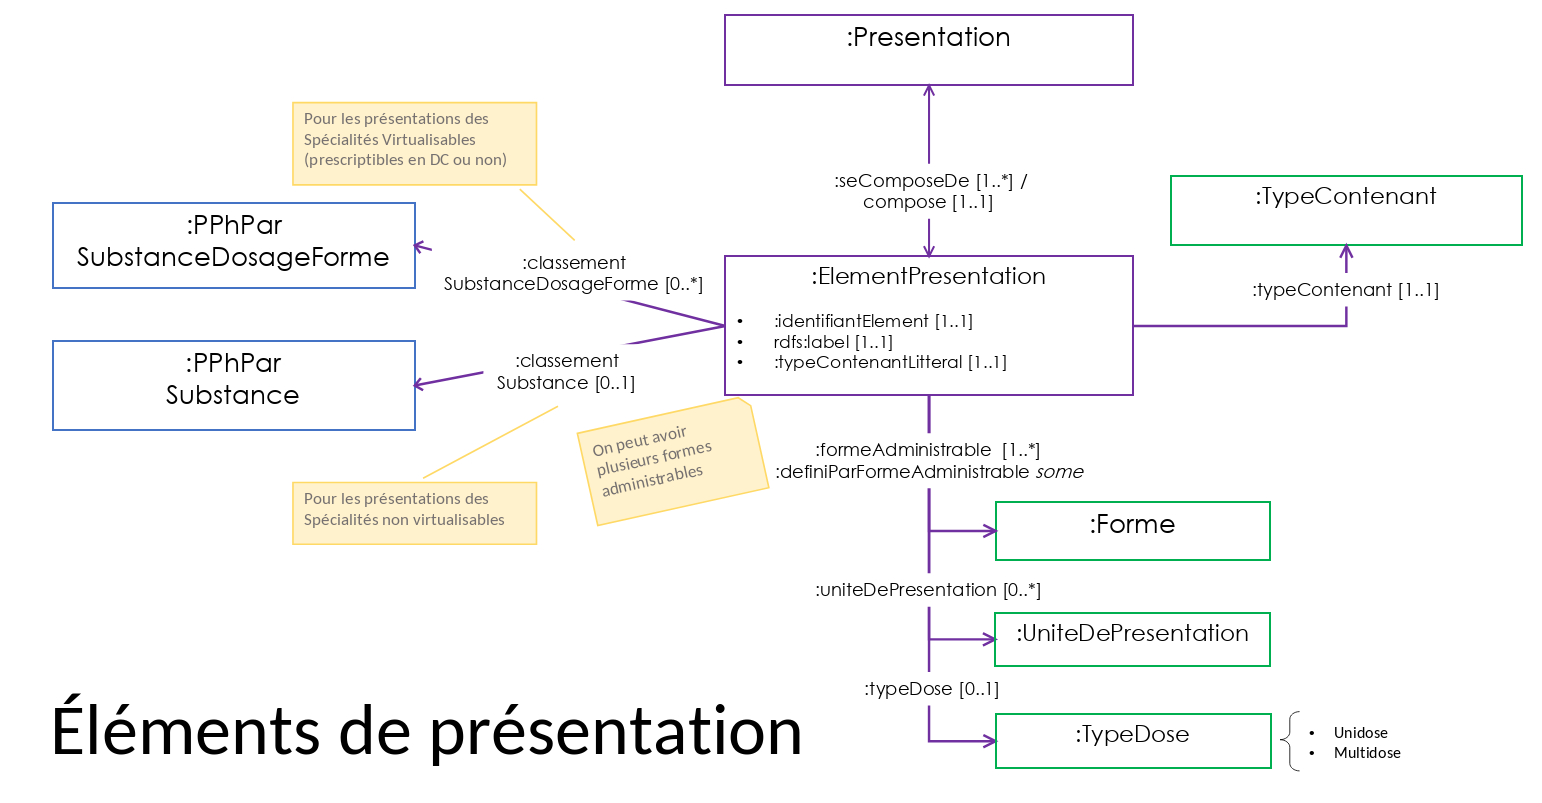 :Presentation
Pour les présentations des
Spécialités Virtualisables
(prescriptibles en DC ou non)
:seComposeDe [1..*] /
compose [1..1]
:TypeContenant
:PPhPar
SubstanceDosageForme
:classement
SubstanceDosageForme [0..*]
:ElementPresentation
• :identifiantElement [1..1]
• rdfs:label [1..1]
• :typeContenantLitteral [1..1]
:typeContenant [1..1]
:PPhPar
Substance
:classement
Substance [0..1]
On peut avoir
plusieurs formes
administrables
:formeAdministrable  [1..*]
:definiParFormeAdministrable some
Pour les présentations des
Spécialités non virtualisables
:Forme
:uniteDePresentation [0..*]
:UniteDePresentation
:typeDose [0..1]
Éléments de présentation
:TypeDose
• Unidose
• Multidose